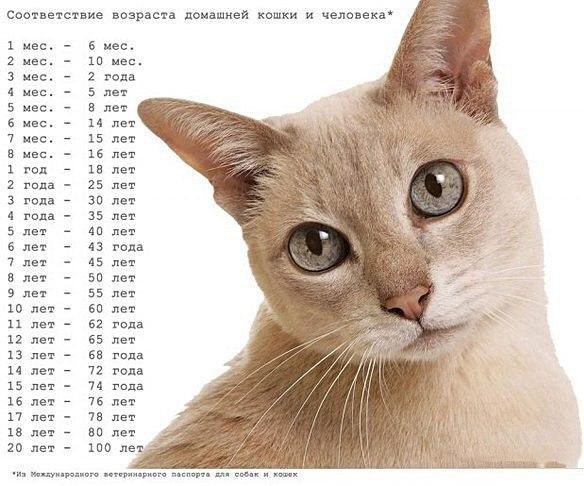 Соответствие возраста домашней кошки и человека*
1 мес. - 6 мес.
2 мес. - 10 мес.
3 мес. - 2 года
4 мес. - 5 лет
5 мес. - 8 лет
6 мес. - 14 лет
7 мес. - 15 лет
8 мес. - 16 лет
1 год - 18 лет
2 года - 25 лет
3 года - 30 лет
4 года - 35 лет
5 лет - 40 лет
6 лет - 43 года
7 лет - 45 лет
8 лет - 50 лет
9 лет - 55 лет
10 лет - 60 лет
11 лет - 62 года
12 лет - 65 лет
13 лет - 68 года
14 лет - 72 года
15 лет - 74 года
16 лет - 76 лет
17 лет - 78 лет
18 лет - 80 лет
20 лет - 100 лет
*Из Международного ветеринарного паспорта для собак и кошек